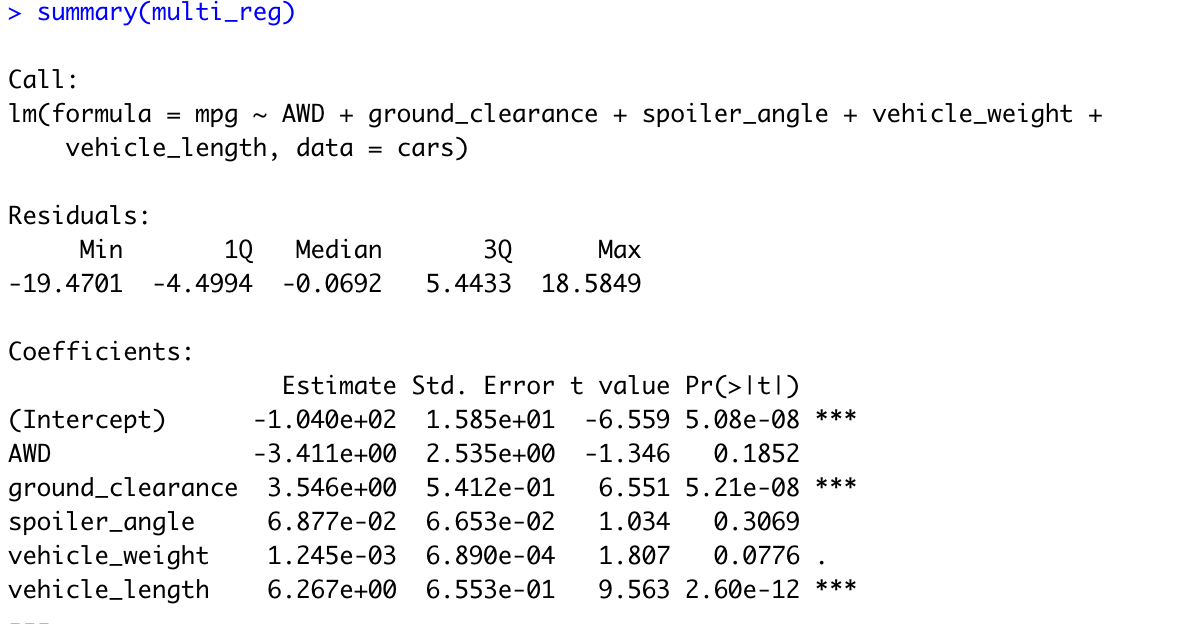 > summary(multi_reg)
Call:
lm(formula = mpg ~ AWD + ground_clearance + spoiler_angle + vehicle_weight +
    vehicle_length, data = cars)
Residuals:
     Min       1Q   Median       3Q      Max
-19.4701  -4.4994  -0.0692   5.4433  18.5849
Coefficients:
                   Estimate Std. Error t value Pr(>|t|)
(Intercept)      -1.040e+02  1.585e+01  -6.559 5.08e-08 ***
AWD              -3.411e+00  2.535e+00  -1.346   0.1852
ground_clearance  3.546e+00  5.412e-01   6.551 5.21e-08 ***
spoiler_angle     6.877e-02  6.653e-02   1.034   0.3069
vehicle_weight    1.245e-03  6.890e-04   1.807   0.0776 .
vehicle_length    6.267e+00  6.553e-01   9.563 2.60e-12 ***
---